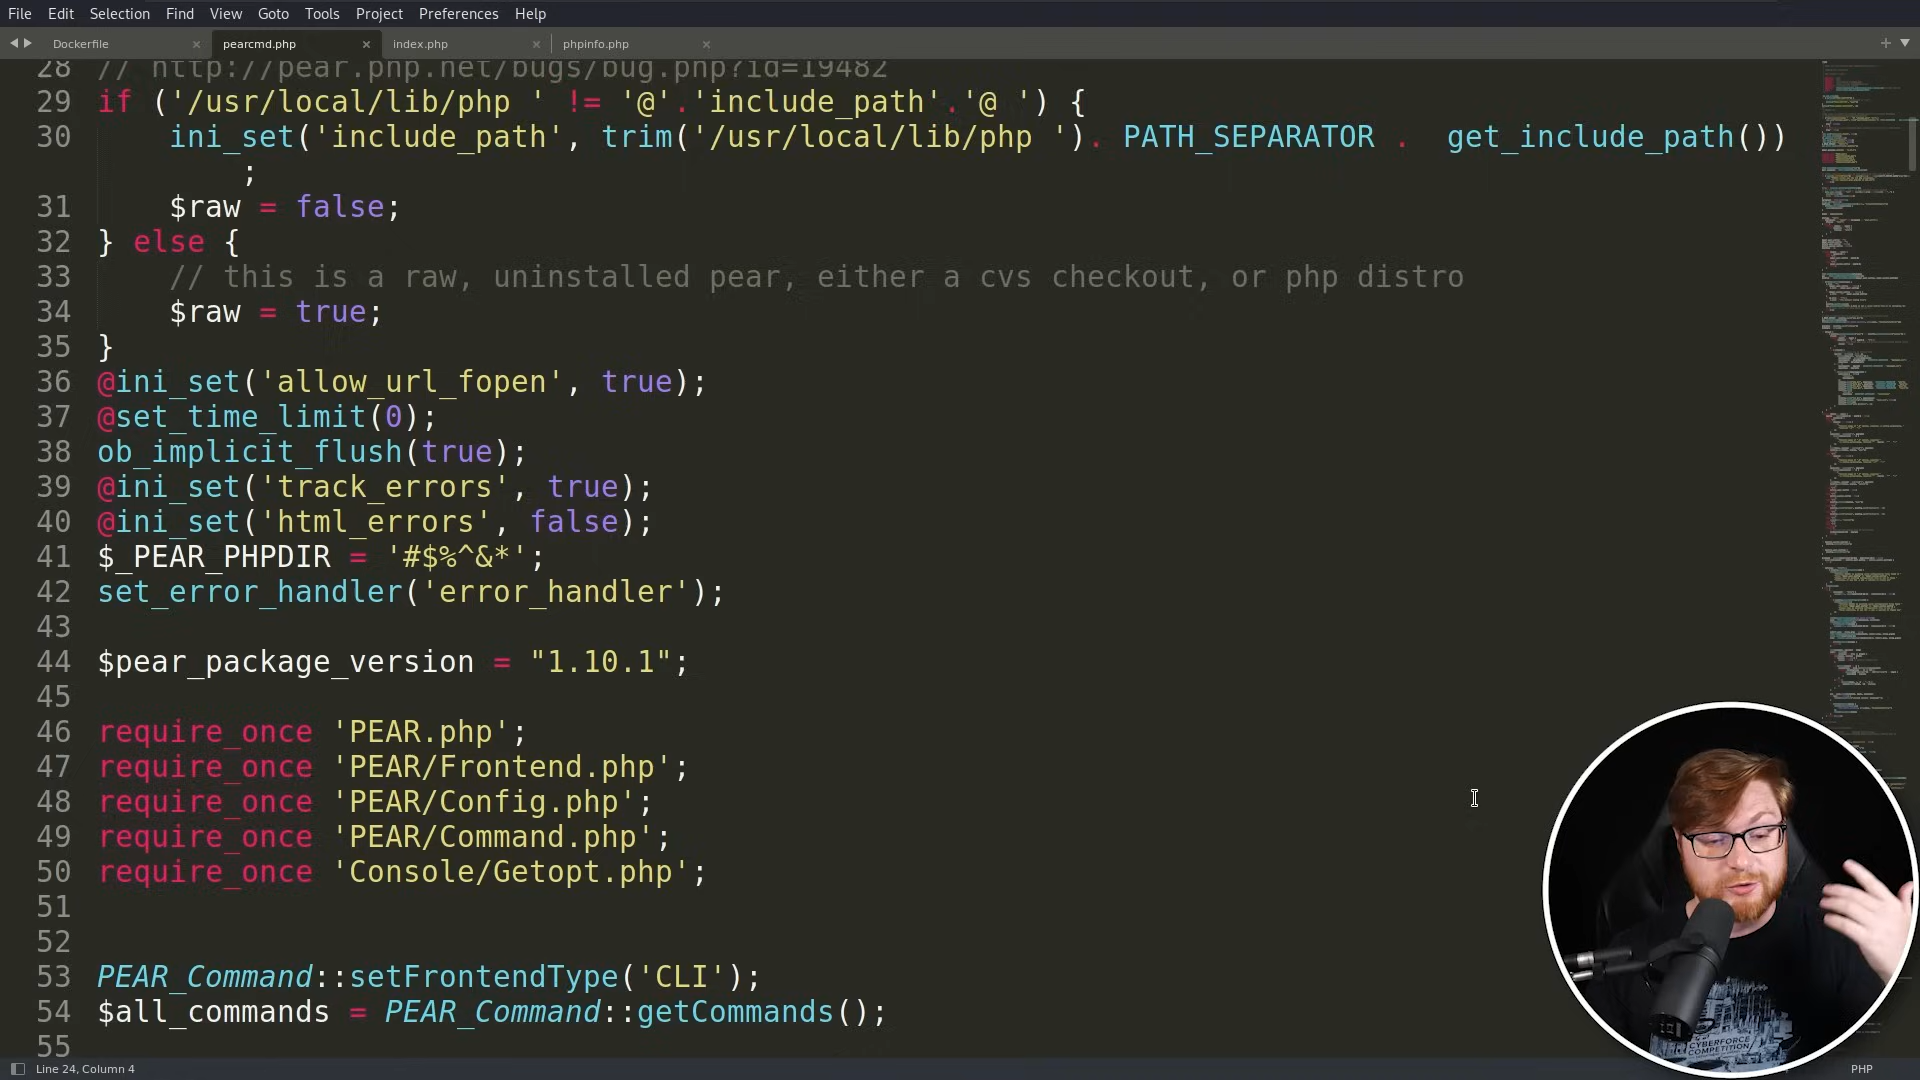 File Edit Selection Find View Goto Tools Project Preferences Help
Dockerfile × pearcmd.php × index.php × phpinfo.php ×
28 // http://pear.php.net/bugs/bug.php?id=19482
29 if ('/usr/local/lib/php ' != '@'.'include_path'.'@ ') {
30 ini_set('include_path', trim('/usr/local/lib/php '). PATH_SEPARATOR . get_include_path())
;
31 $raw = false;
32 } else {
33 // this is a raw, uninstalled pear, either a cvs checkout, or php distro
34 $raw = true;
35 }
36 @ini_set('allow_url_fopen', true);
37 @set_time_limit(0);
38 ob_implicit_flush(true);
39 @ini_set('track_errors', true);
40 @ini_set('html_errors', false);
41 $_PEAR_PHPDIR = '#$%^&*';
42 set_error_handler('error_handler');
43
44 $pear_package_version = "1.10.1";
45
46 require_once 'PEAR.php';
47 require_once 'PEAR/Frontend.php';
48 require_once 'PEAR/Config.php';
49 require_once 'PEAR/Command.php';
50 require_once 'Console/Getopt.php';
51
52
53 PEAR_Command::setFrontendType('CLI');
54 $all_commands = PEAR_Command::getCommands();
55
CYBERFORCE
COMPETITION
Line 24, Column 4
PHP